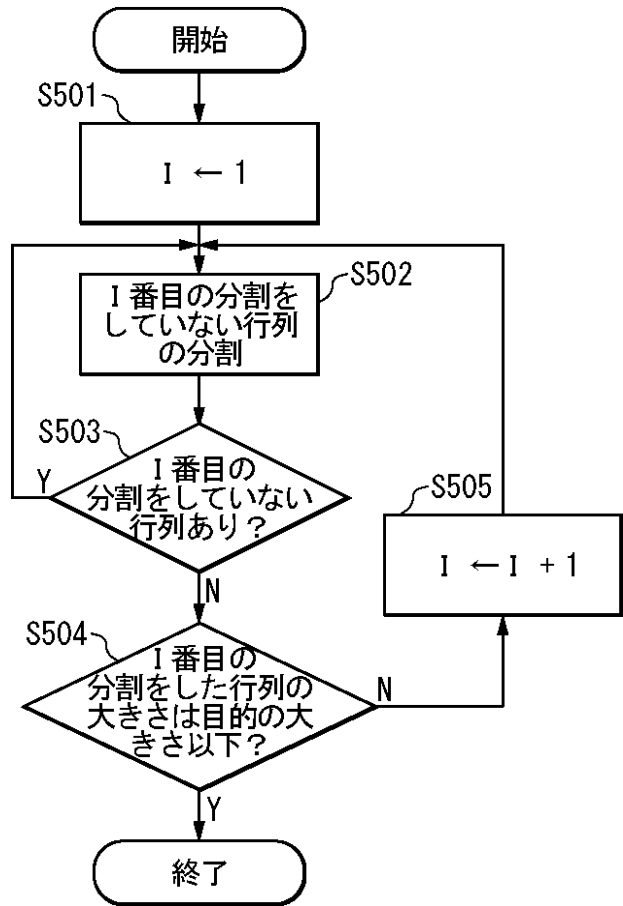 開始
S501
I ← 1
S502
I 番目の分割を
していない行列
の分割
S503
I 番目の
分割をしていない
行列あり？
Y
N
S505
I ← I + 1
S504
I 番目の
分割をした行列の
大きさは目的の大
きさ以下？
N
Y
終了